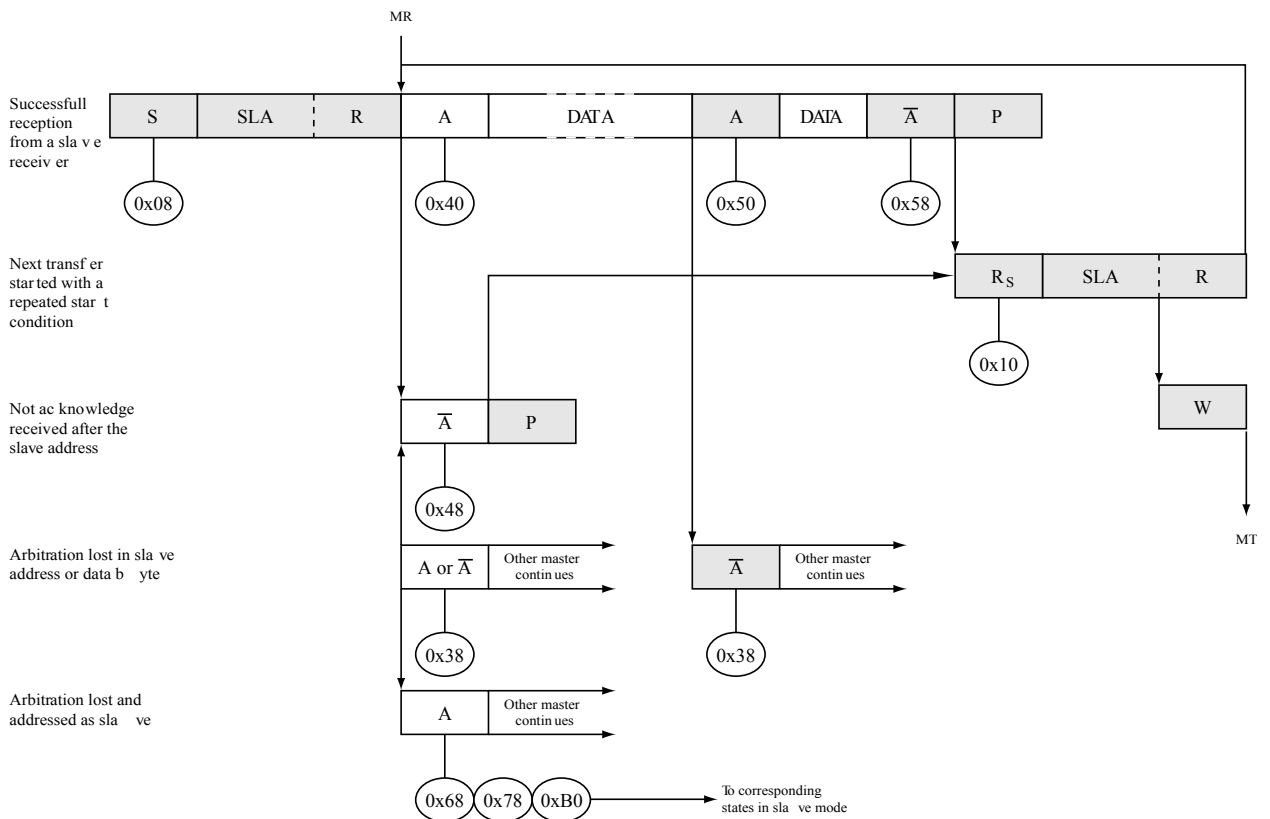 MR
Successfull
reception
from a sla v e
receiv er
S SLA R A DATA A DATA A̅ P
0x08 0x40 0x50 0x58
Next transf er
star ted with a
repeated star t
condition
RS SLA R
0x10
Not ac knowledge
received after the
slave address
A̅ P
W
0x48
MT
Arbitration lost in sla ve
address or data b yte
A or A̅ Other master
contin ues
A̅ Other master
contin ues
0x38 0x38
Arbitration lost and
addressed as sla ve
A Other master
contin ues
0x68 0x78 0xB0
To corresponding
states in sla ve mode